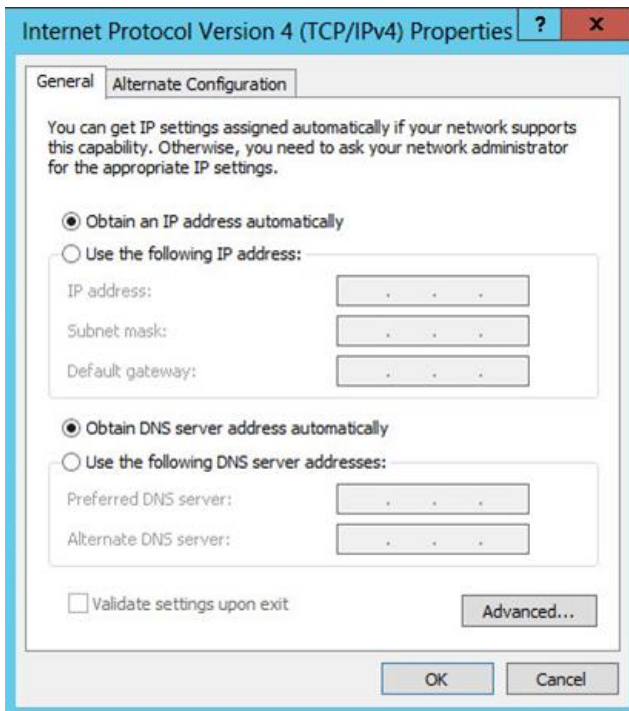 Internet Protocol Version 4 (TCP/IPv4) Properties ? x
General Alternate Configuration
You can get IP settings assigned automatically if your network supports
this capability. Otherwise, you need to ask your network administrator
for the appropriate IP settings.
Obtain an IP address automatically
Use the following IP address:
IP address: . . .
Subnet mask: . . .
Default gateway: . . .
Obtain DNS server address automatically
Use the following DNS server addresses:
Preferred DNS server: . . .
Alternate DNS server: . . .
Validate settings upon exit
Advanced...
OK Cancel